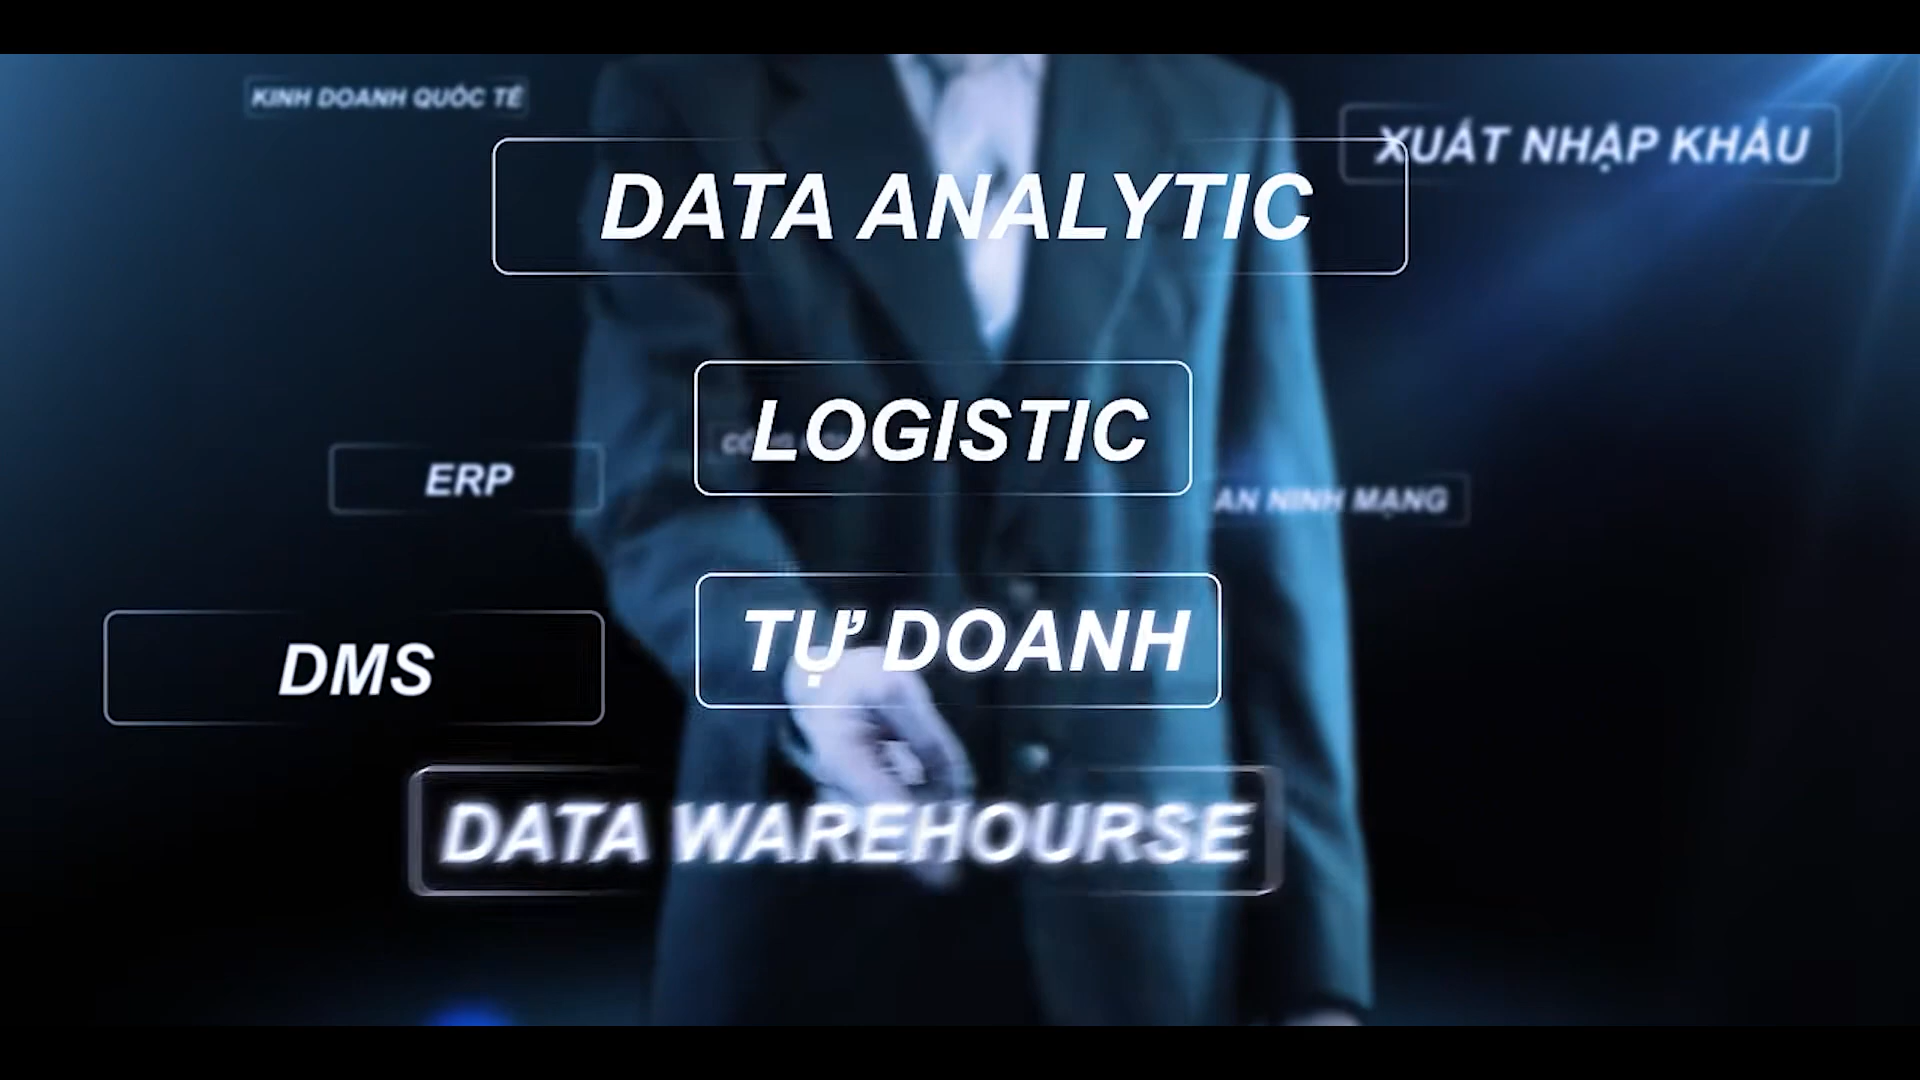 KINH DOANH QUỐC TẾ
XUẤT NHẬP KHẨU
DATA ANALYTIC
LOGISTIC
ERP
AN NINH MẠNG
TỰ DOANH
DMS
DATA WAREHOURSE